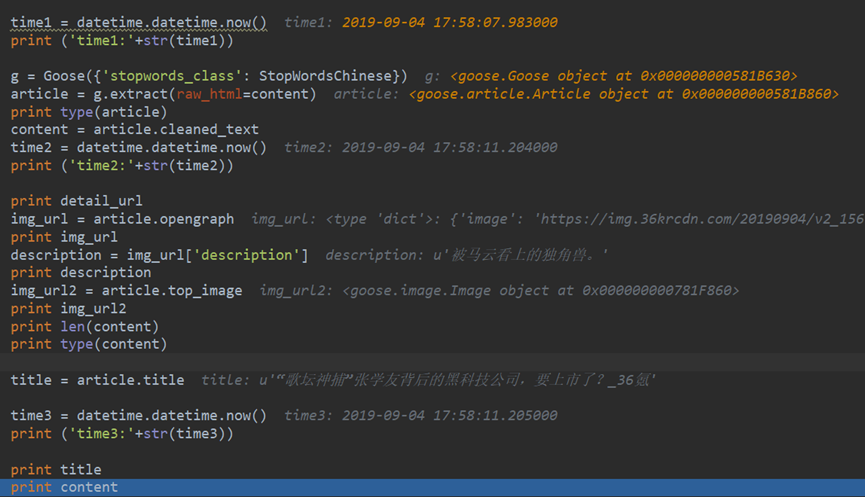 time1 = datetime.datetime.now()  time1: 2019-09-04 17:58:07.983000
print ('time1:'+str(time1))
g = Goose({'stopwords_class': StopWordsChinese})  g: <goose.Goose object at 0x000000000581B630>
article = g.extract(raw_html=content)  article: <goose.article.Article object at 0x000000000581B860>
print type(article)
content = article.cleaned_text
time2 = datetime.datetime.now()  time2: 2019-09-04 17:58:11.204000
print ('time2:'+str(time2))
print detail_url
img_url = article.opengraph  img_url: <type 'dict'>: {'image': 'https://img.36krcdn.com/20190904/v2_156
print img_url
description = img_url['description']  description: u'被马云看上的独角兽。'
print description
img_url2 = article.top_image  img_url2: <goose.image.Image object at 0x000000000781F860>
print img_url2
print len(content)
print type(content)
title = article.title  title: u'“歌坛神捕”张学友背后的黑科技公司，要上市了？_36氪'
time3 = datetime.datetime.now()  time3: 2019-09-04 17:58:11.205000
print ('time3:'+str(time3))
print title
print content